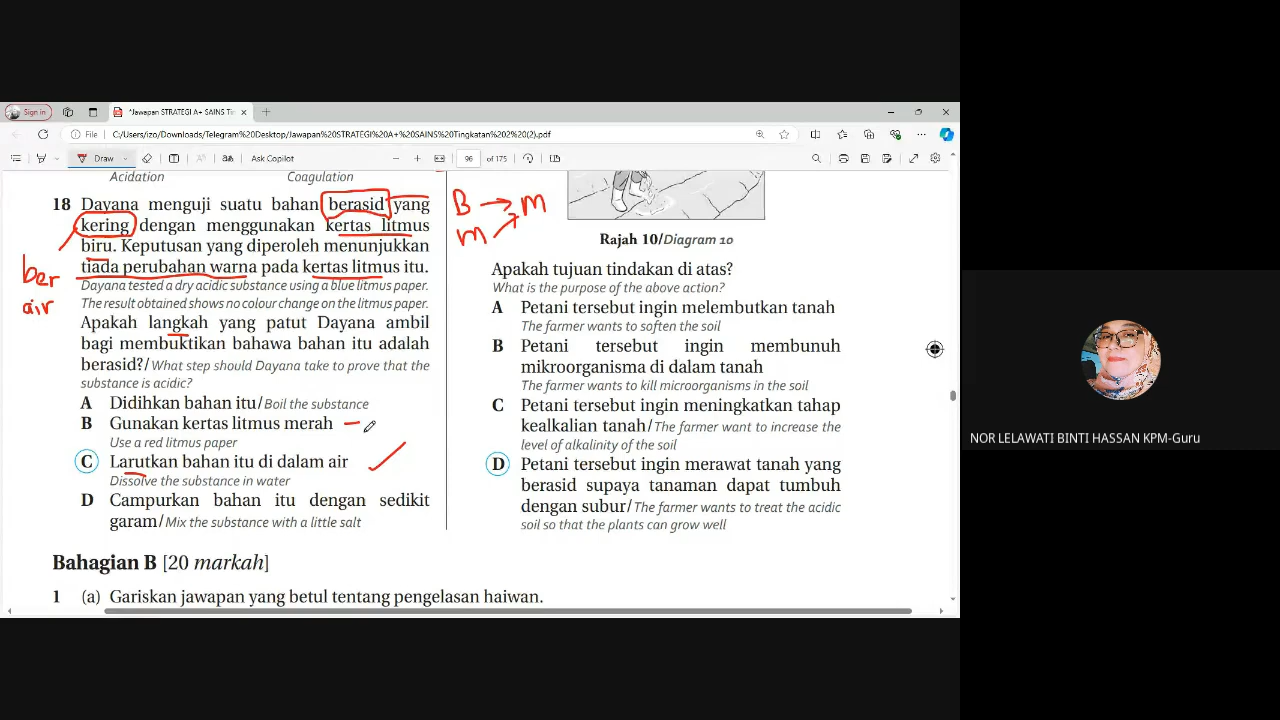 Sign in
*Jawapan STRATEGI A+ SAINS Tin
File
C:/Users/izo/Downloads/Telegram%20Desktop/Jawapan%20STRATEGI%20A+%20SAINS%20Tingkatan%202%20(2).pdf
Draw
Ask Copilot
96 of 175
Acidation Coagulation
18 Dayana menguji suatu bahan berasid yang
kering dengan menggunakan kertas litmus
biru. Keputusan yang diperoleh menunjukkan
tiada perubahan warna pada kertas litmus itu.
Dayana tested a dry acidic substance using a blue litmus paper.
The result obtained shows no colour change on the litmus paper.
Apakah langkah yang patut Dayana ambil
bagi membuktikan bahawa bahan itu adalah
berasid?/What step should Dayana take to prove that the
substance is acidic?
A Didihkan bahan itu/Boil the substance
B Gunakan kertas litmus merah
Use a red litmus paper
C Larutkan bahan itu di dalam air
Dissolve the substance in water
D Campurkan bahan itu dengan sedikit
garam/Mix the substance with a little salt
ber
air
Bahagian B [20 markah]
1 (a) Gariskan jawapan yang betul tentang pengelasan haiwan.
B → M
m
Rajah 10/Diagram 10
Apakah tujuan tindakan di atas?
What is the purpose of the above action?
A Petani tersebut ingin melembutkan tanah
The farmer wants to soften the soil
B Petani tersebut ingin membunuh
mikroorganisma di dalam tanah
The farmer wants to kill microorganisms in the soil
C Petani tersebut ingin meningkatkan tahap
kealkalian tanah/The farmer want to increase the
level of alkalinity of the soil
D Petani tersebut ingin merawat tanah yang
berasid supaya tanaman dapat tumbuh
dengan subur/The farmer wants to treat the acidic
soil so that the plants can grow well
NOR LELAWATI BINTI HASSAN KPM-Guru